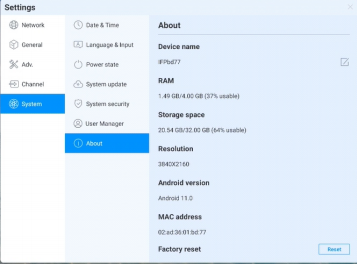 Settings
Network
General
Adv.
Channel
System
Date & Time
Language & Input
Power state
System update
System security
User Manager
About
About
Device name
IFPbd77
RAM
1.49 GB/4.00 GB (37% usable)
Storage space
20.54 GB/32.00 GB (64% usable)
Resolution
3840X2160
Android version
Android 11.0
MAC address
02:ad:36:01:bd:77
Factory reset
Reset